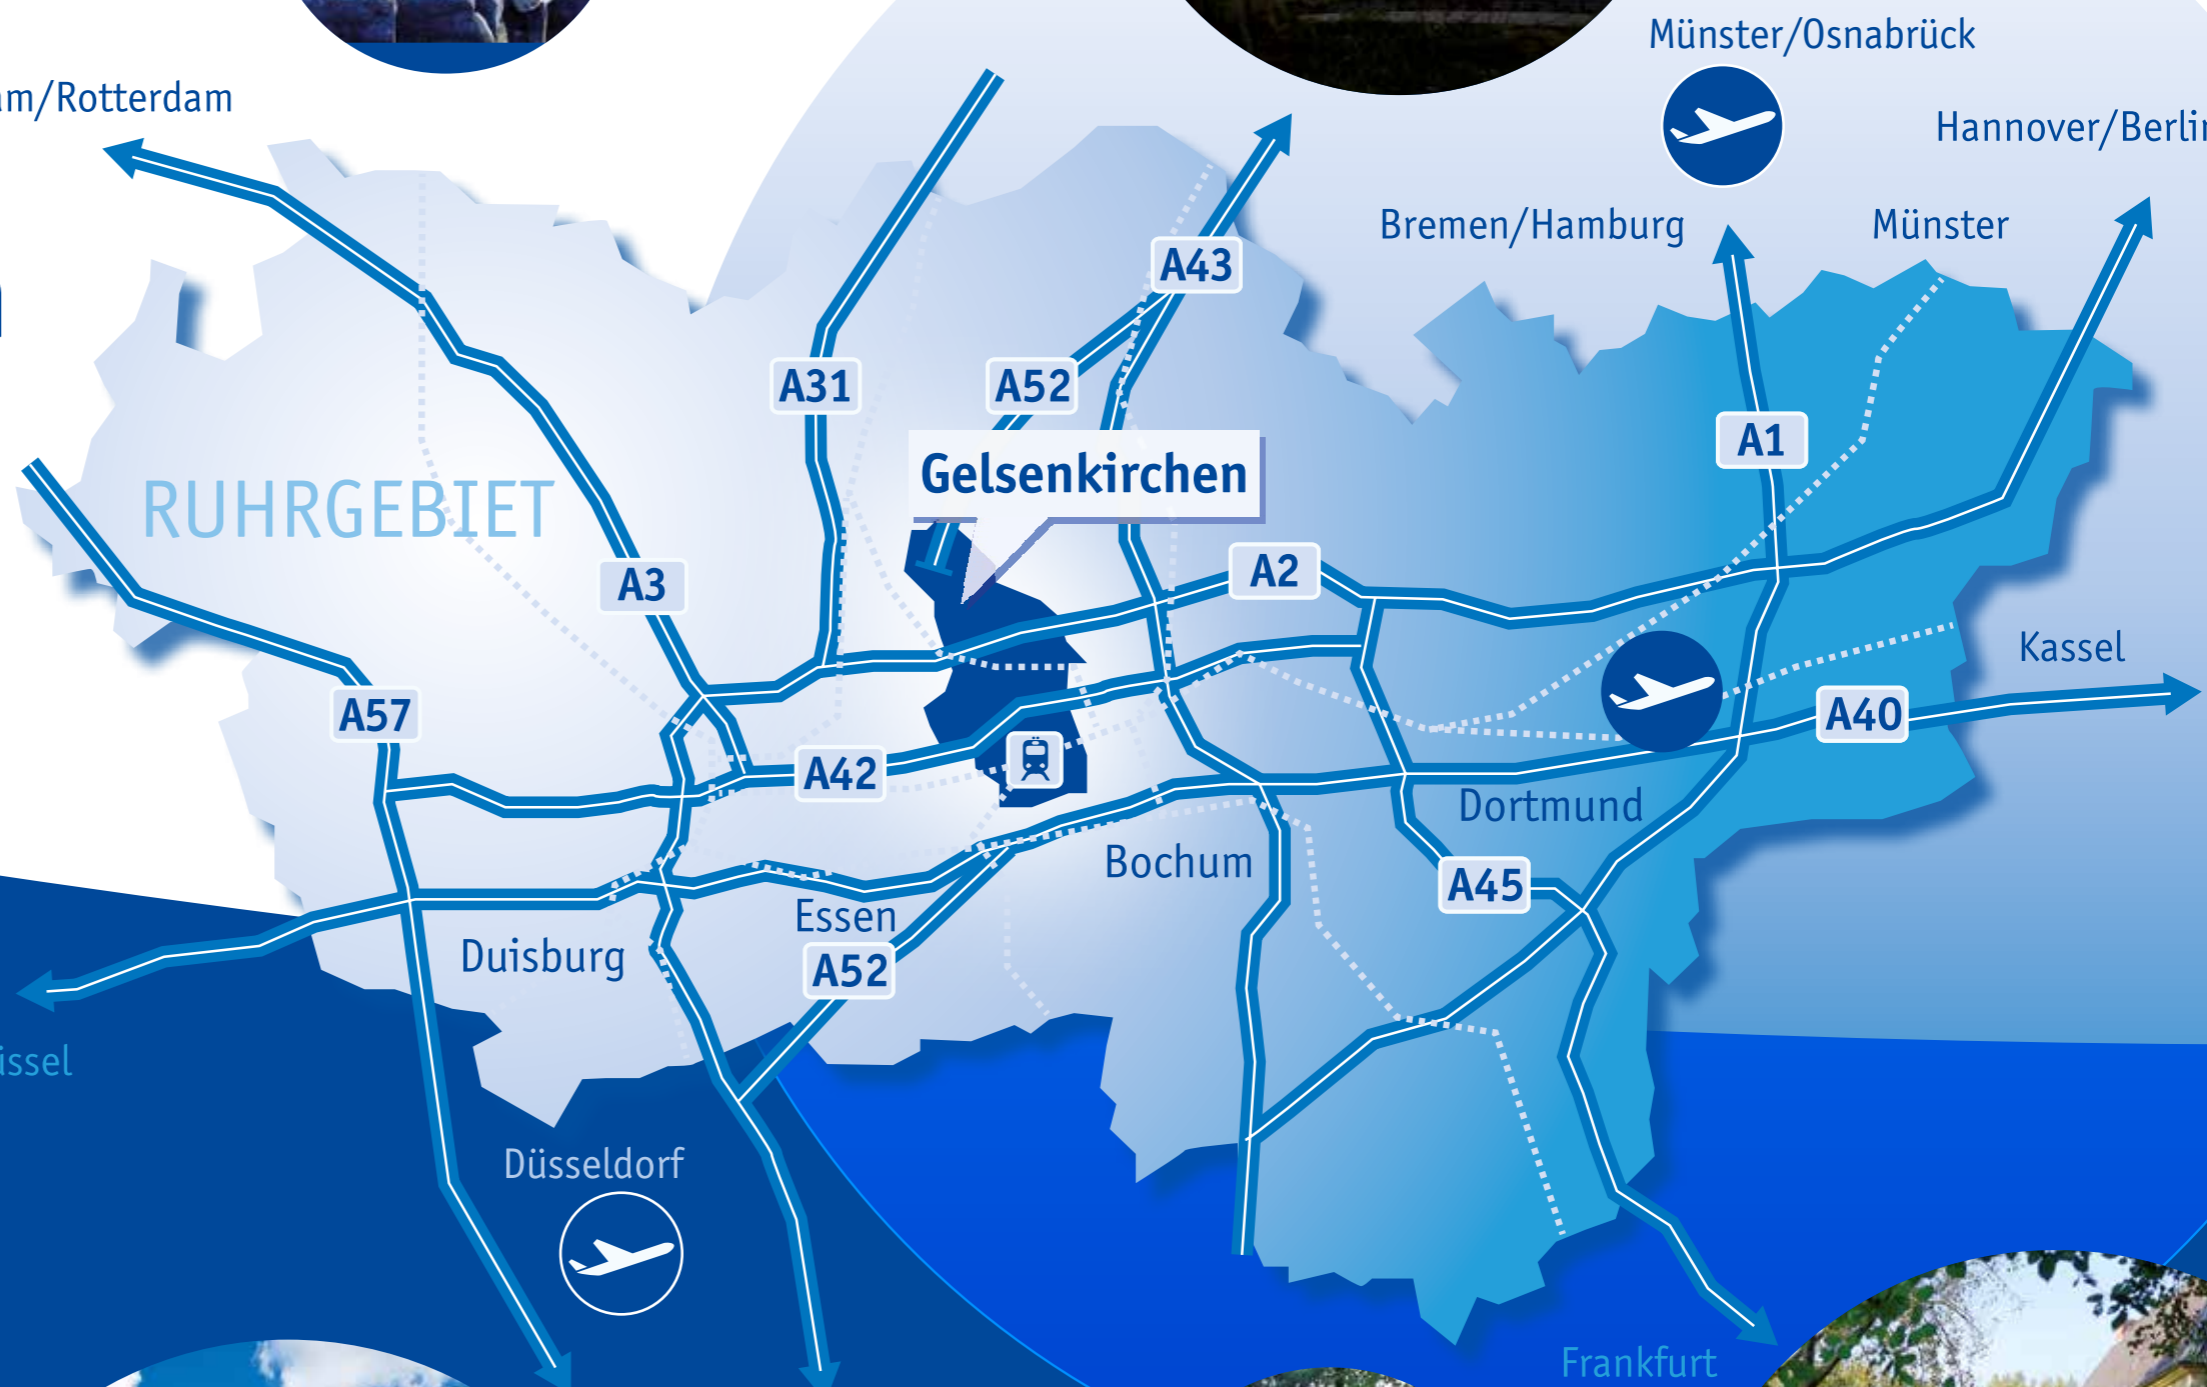 Münster/Osnabrück
am/Rotterdam
Hannover/Berlin
Bremen/Hamburg
Münster
A43
A31
A52
A1
Gelsenkirchen
RUHRGEBIET
A3
A2
Kassel
A57
A40
A42
Dortmund
Bochum
A45
Essen
Duisburg
A52
issel
Düsseldorf
Frankfurt